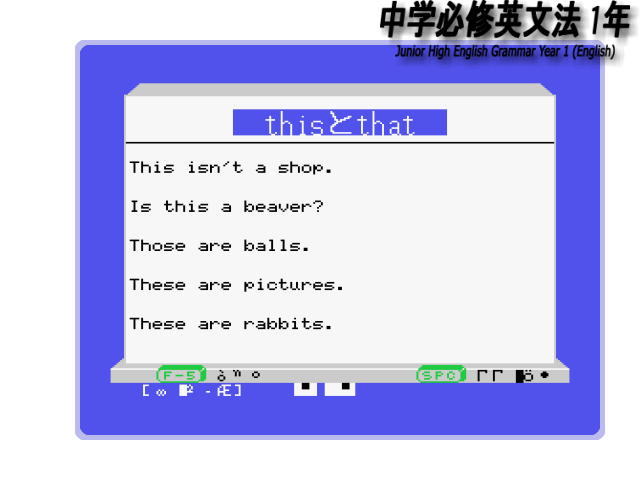 中学必修英文法 1年
Junior High English Grammar Year 1 (English)
thisとthat
This isn't a shop.
Is this a beaver?
Those are balls.
These are pictures.
These are rabbits.
F-5
SPC